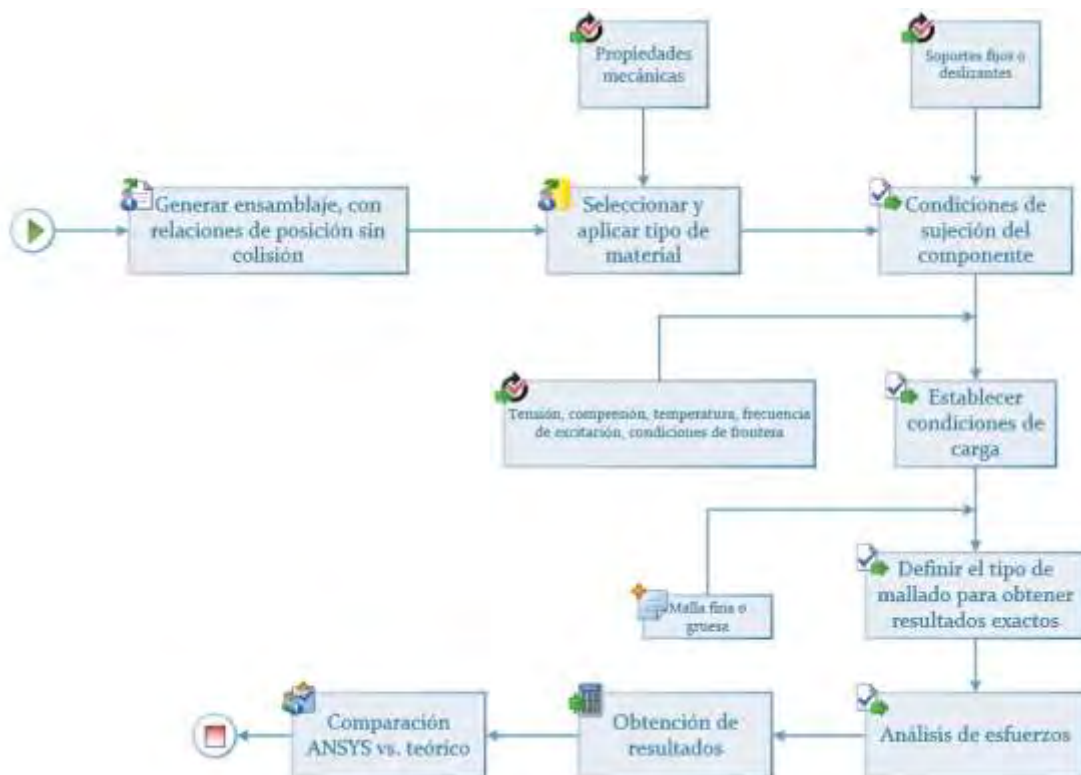 Propiedades
mecánicas
Soportes fijos o
deslizantes
Generar ensamblaje, con
relaciones de posición sin
colisión
Seleccionar y
aplicar tipo de
material
Condiciones de
sujeción del
componente
Tensión, compresión, temperatura, frecuencia
de excitación, condiciones de frontera
Establecer
condiciones de
carga
Malla fina o
gruesa
Definir el tipo de
mallado para obtener
resultados exactos
Comparación
ANSYS vs. teórico
Obtención de
resultados
Análisis de esfuerzos